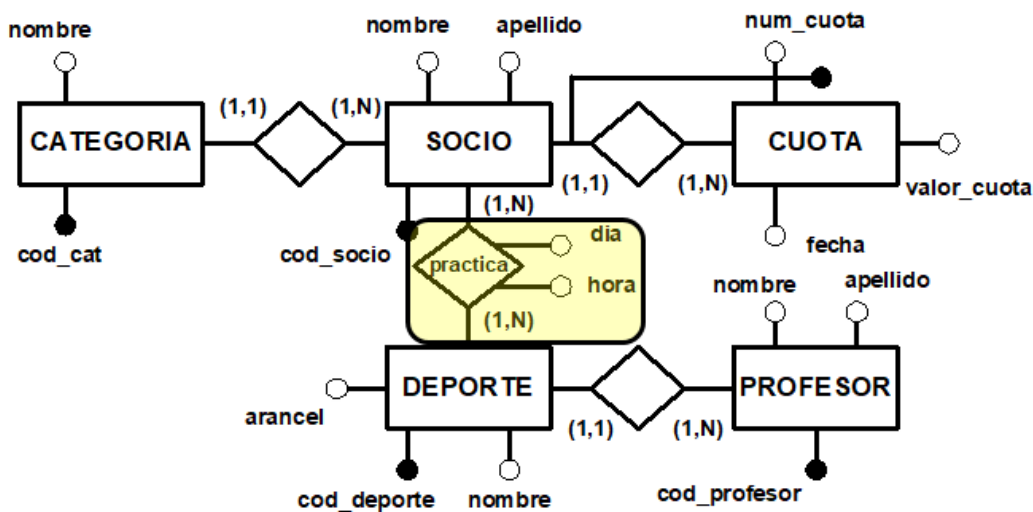 nombre
nombre
apellido
num_cuota
CATEGORIA
(1,1)
(1,N)
SOCIO
(1,1)
(1,N)
CUOTA
valor_cuota
cod_cat
cod_socio
(1,N)
fecha
practica
dia
hora
(1,N)
nombre
apellido
arancel
DEPORTE
(1,1)
(1,N)
PROFESOR
cod_deporte
nombre
cod_profesor